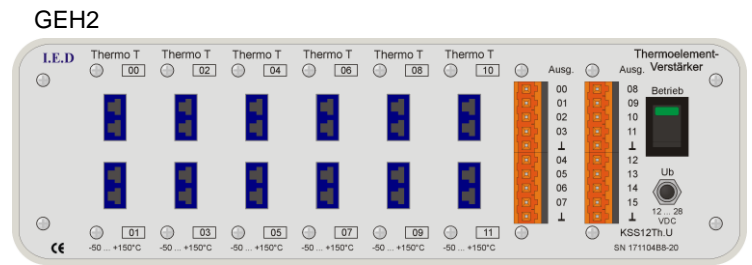 GEH2
I.E.D Thermo T Thermo T Thermo T Thermo T Thermo T Thermo T Thermoelement-
00 02 04 06 08 10 Ausg. Ausg. Verstärker
Betrieb
00 08
01 09
02 10
03 11
⊥ ⊥
04 12
05 13
06 14
07 15
⊥ ⊥
Ub
12 ... 28
VDC
01 03 05 07 09 11 KSS12Th.U
CE -50 ... +150°C -50 ... +150°C -50 ... +150°C -50 ... +150°C -50 ... +150°C -50 ... +150°C SN 171104B8-20